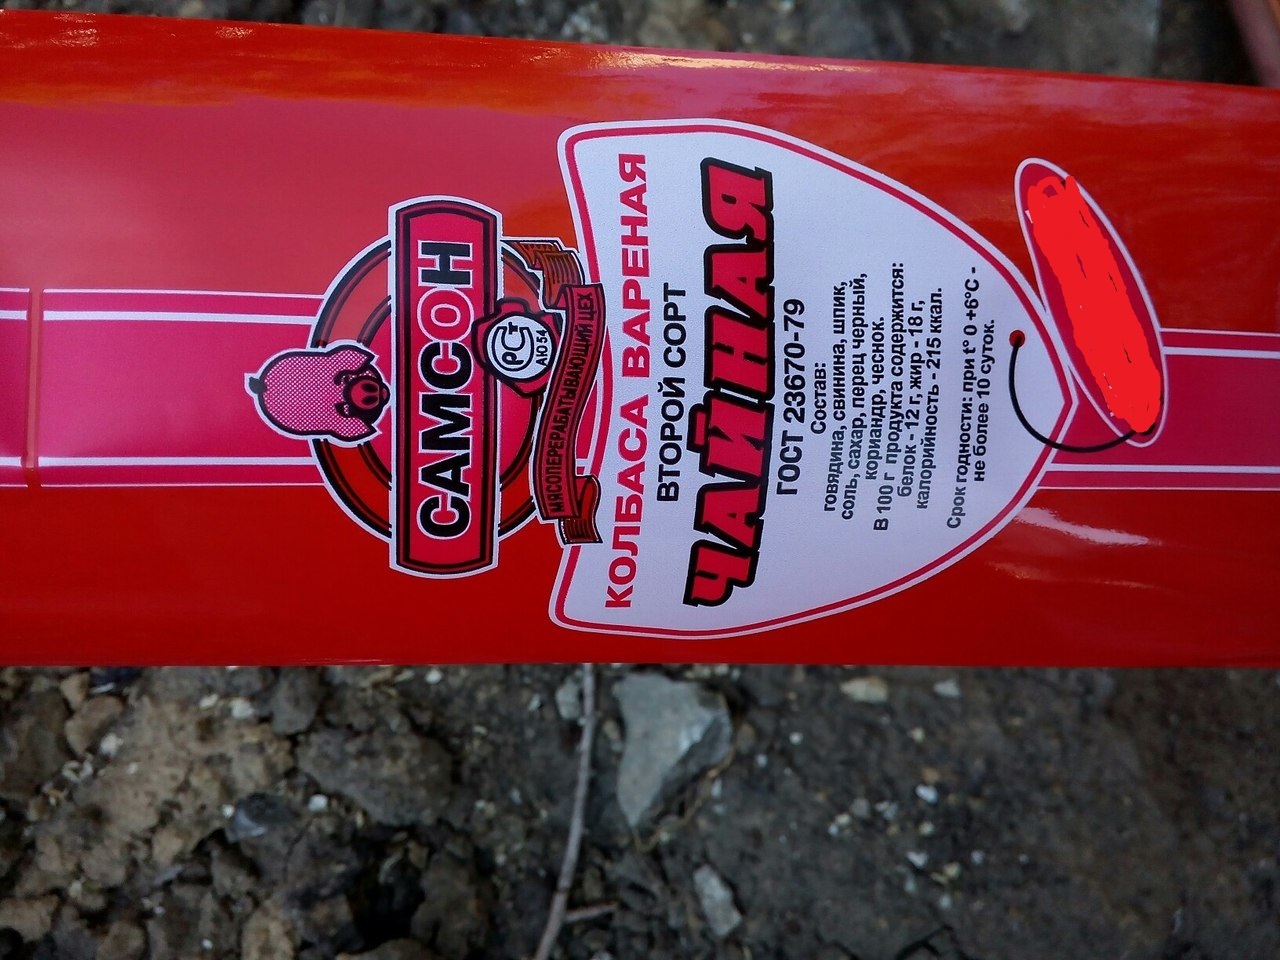 САМСОН
РСТ
АЮ 54
МЯСОПЕРЕРАБАТЫВАЮЩИЙ ЦЕХ
КОЛБАСА ВАРЕНАЯ
ВТОРОЙ СОРТ
ЧАЙНАЯ
ГОСТ 23670-79
Состав:
говядина, свинина, шпик,
соль, сахар, перец черный,
кориандр, чеснок.
В 100 г продукта содержится:
белок - 12 г, жир - 18 г,
калорийность - 215 ккал.
Срок годности: при t° 0 +6°С -
не более 10 суток.